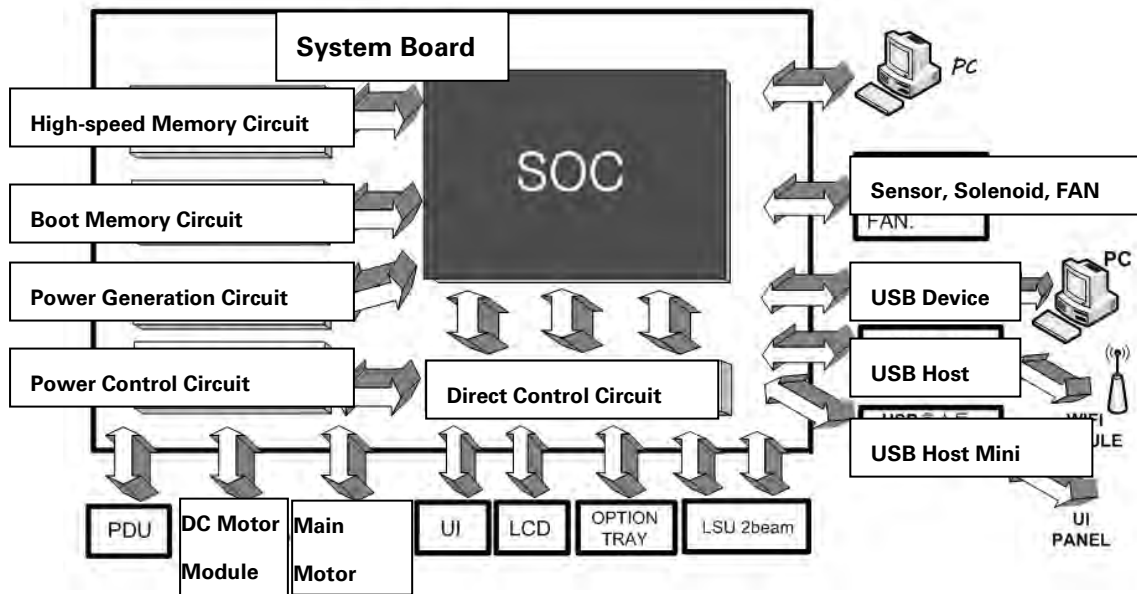 System Board
PC
High-speed Memory Circuit
SOC
Sensor, Solenoid, FAN
FAN.
Boot Memory Circuit
PC
Power Generation Circuit
USB Device
Power Control Circuit
Direct Control Circuit
USB Host
USB Host Mini
UI
PANEL
PDU
DC Motor
Module
Main
Motor
UI
LCD
OPTION
TRAY
LSU 2beam